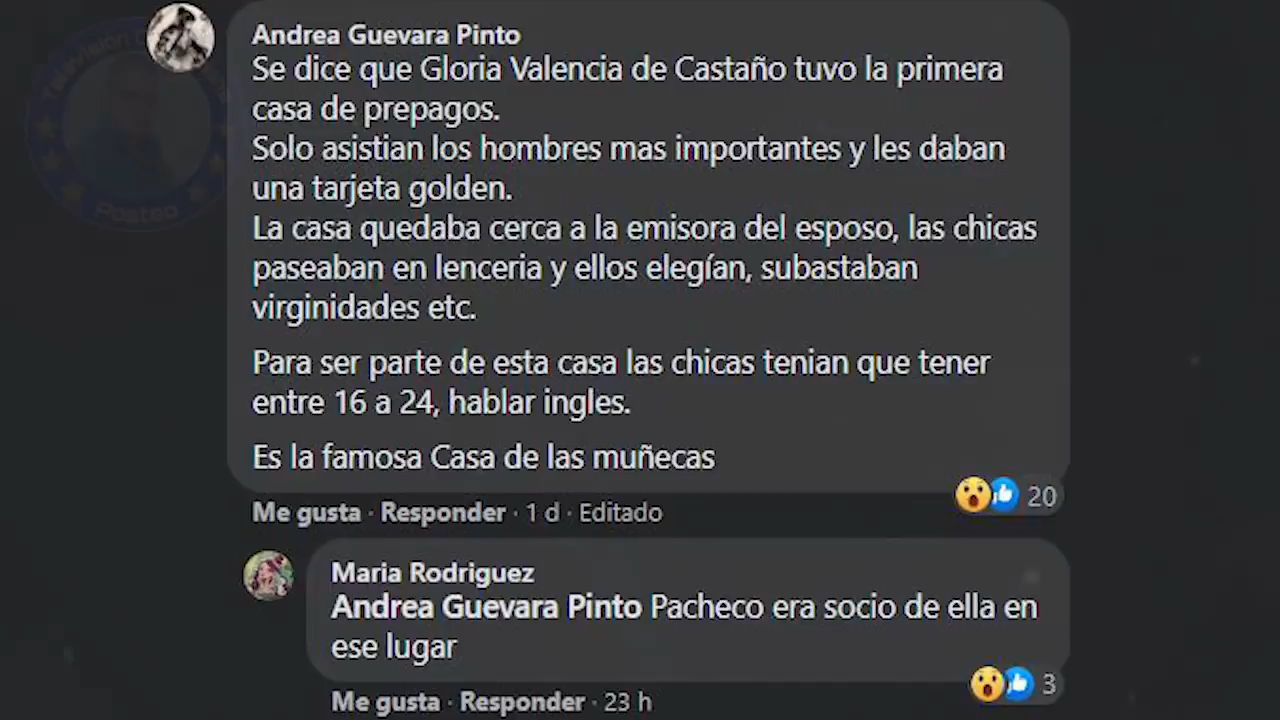 Andrea Guevara Pinto
Se dice que Gloria Valencia de Castaño tuvo la primera
casa de prepagos.
Solo asistian los hombres mas importantes y les daban
una tarjeta golden.
La casa quedaba cerca a la emisora del esposo, las chicas
paseaban en lenceria y ellos elegían, subastaban
virginidades etc.
Para ser parte de esta casa las chicas tenian que tener
entre 16 a 24, hablar ingles.
Es la famosa Casa de las muñecas
20
Me gusta · Responder · 1 d · Editado
Maria Rodriguez
Andrea Guevara Pinto Pacheco era socio de ella en
ese lugar
3
Me gusta · Responder · 23 h
Posteo